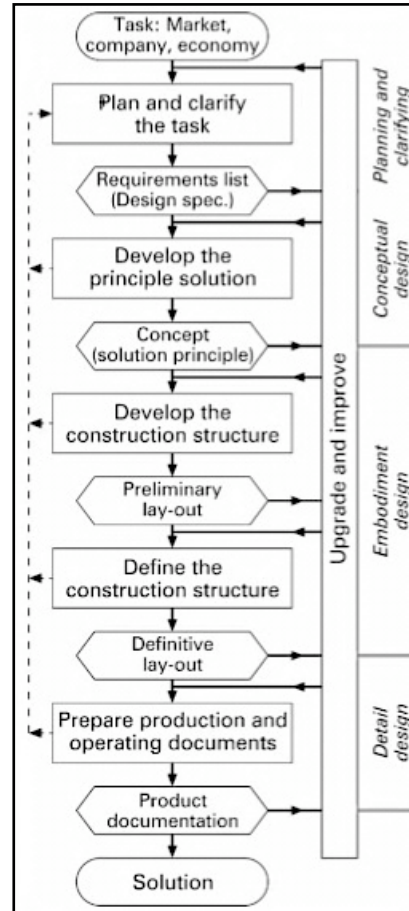 Task: Market,
company, economy
Plan and clarify
the task
Requirements list
(Design spec.)
Develop the
principle solution
Concept
(solution principle)
Develop the
construction structure
Preliminary
lay-out
Define the
construction structure
Definitive
lay-out
Prepare production and
operating documents
Product
documentation
Solution
Upgrade and improve
Planning and
clarifying
Conceptual
design
Embodiment design
Detail
design